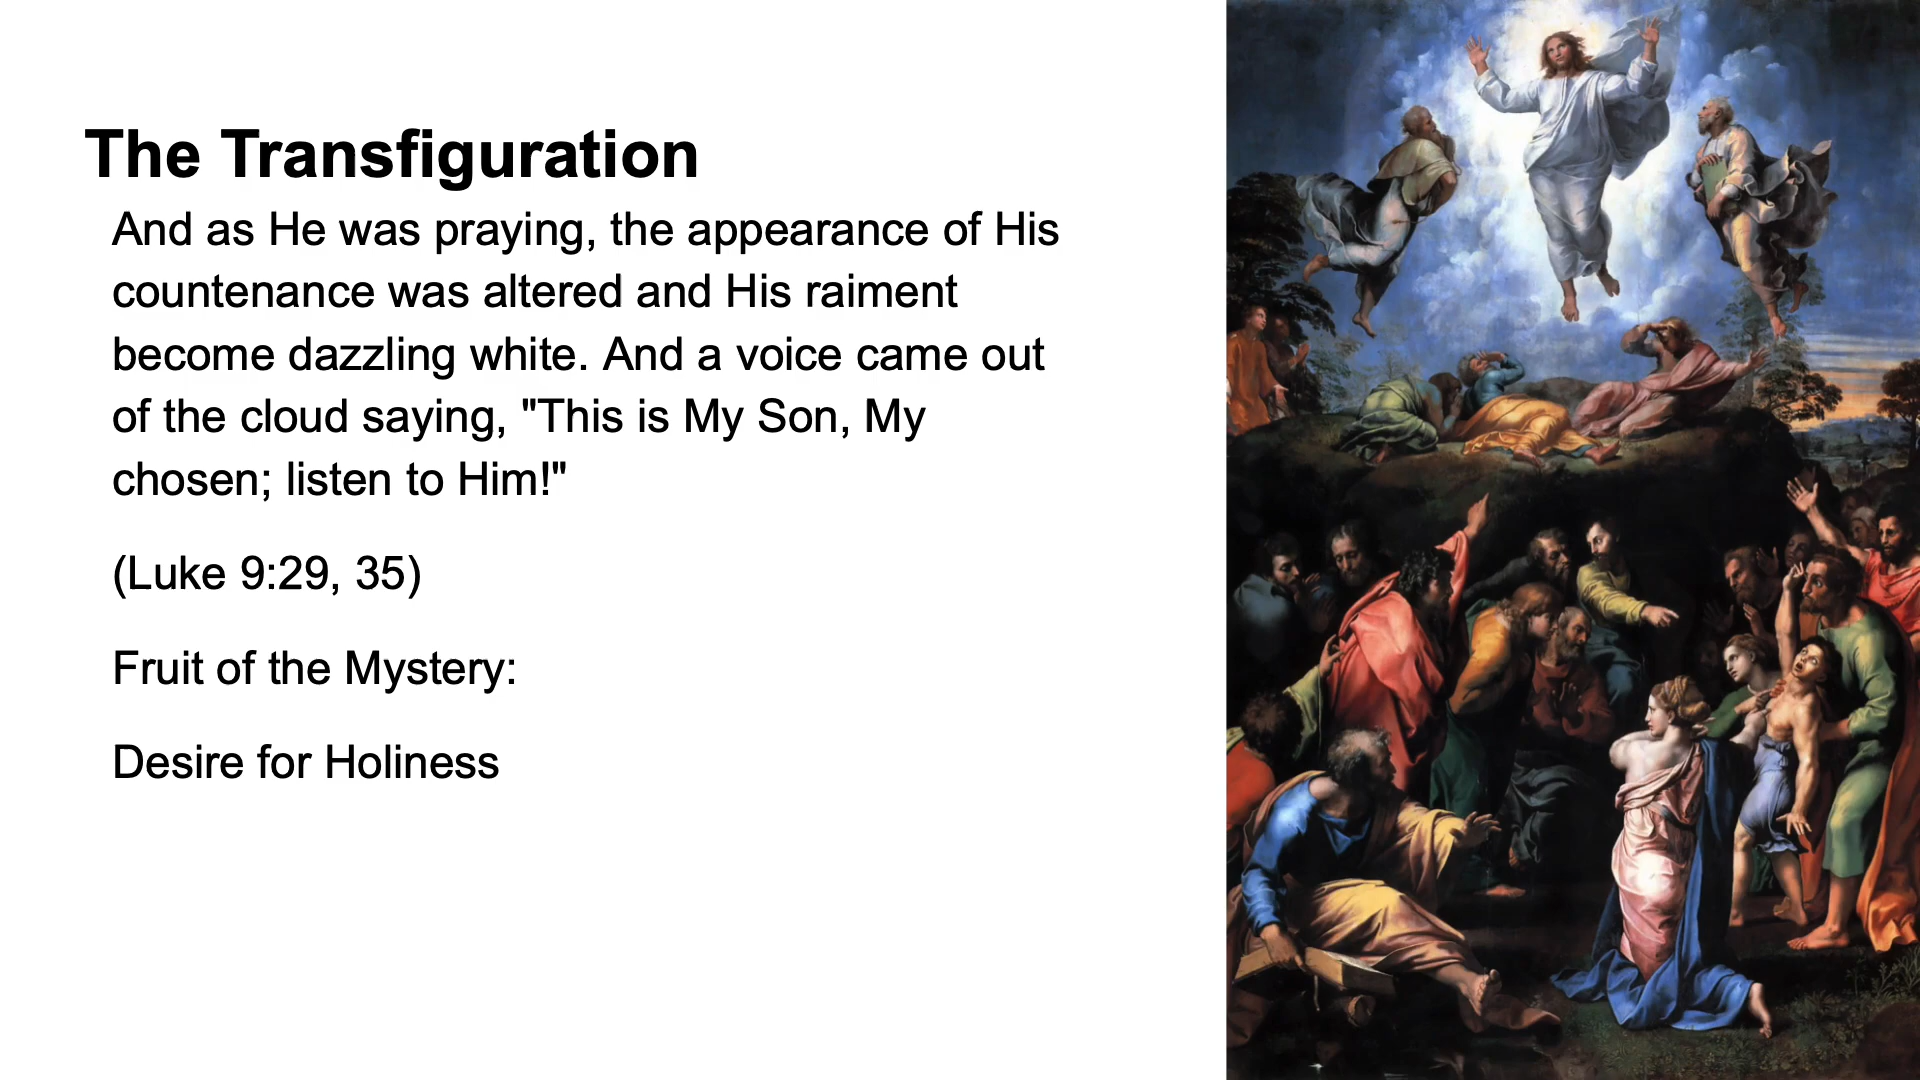 The Transfiguration
And as He was praying, the appearance of His
countenance was altered and His raiment
become dazzling white. And a voice came out
of the cloud saying, "This is My Son, My
chosen; listen to Him!"
(Luke 9:29, 35)
Fruit of the Mystery:
Desire for Holiness